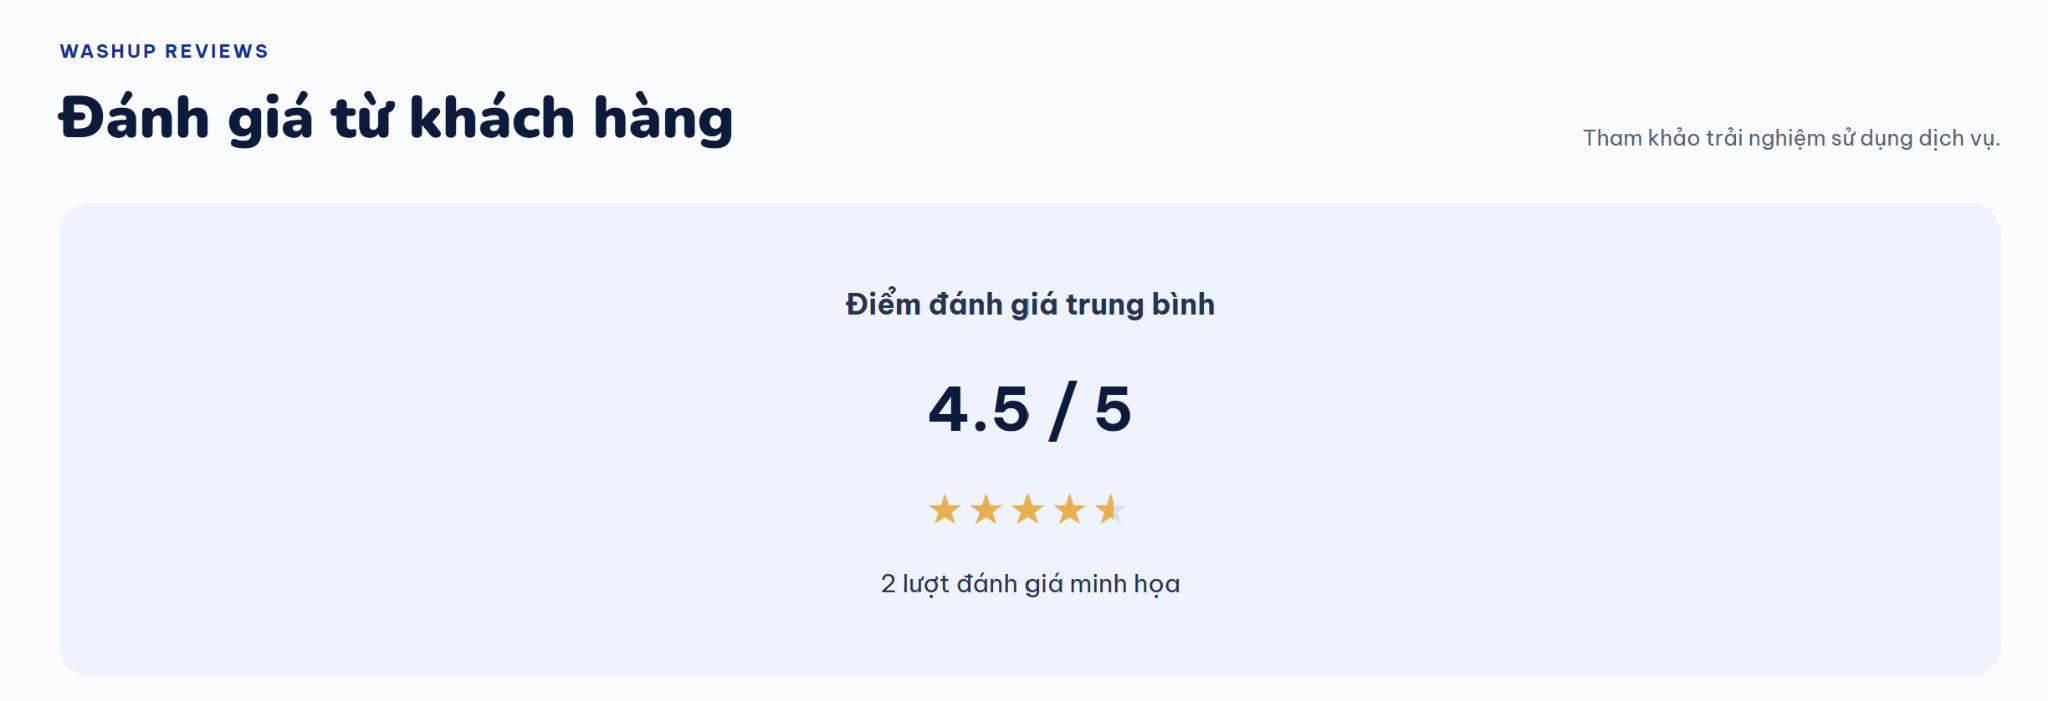 WASHUP REVIEWS
Đánh giá từ khách hàng
Tham khảo trải nghiệm sử dụng dịch vụ.
Điểm đánh giá trung bình
4.5 / 5
2 lượt đánh giá minh họa